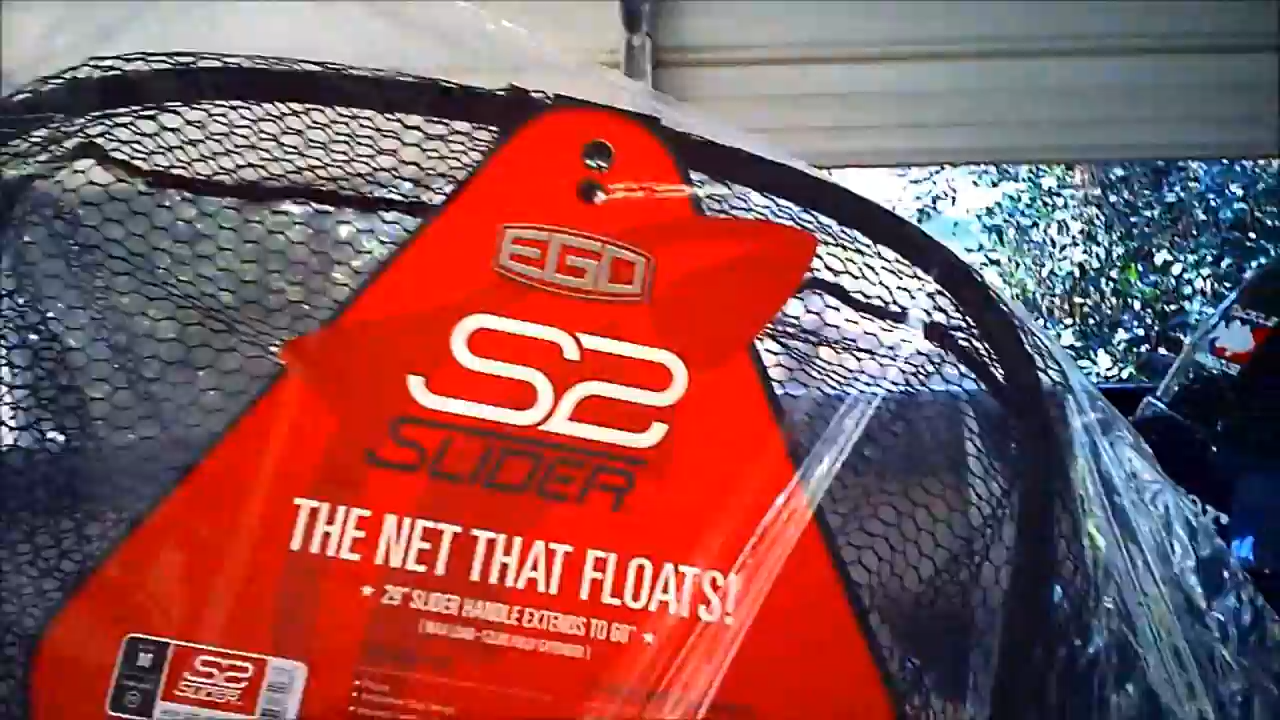 EGO
S2
SLIDER
THE NET THAT FLOATS!
★ 29" SLIDER HANDLE EXTENDS TO 60" ★
S2
SLIDER